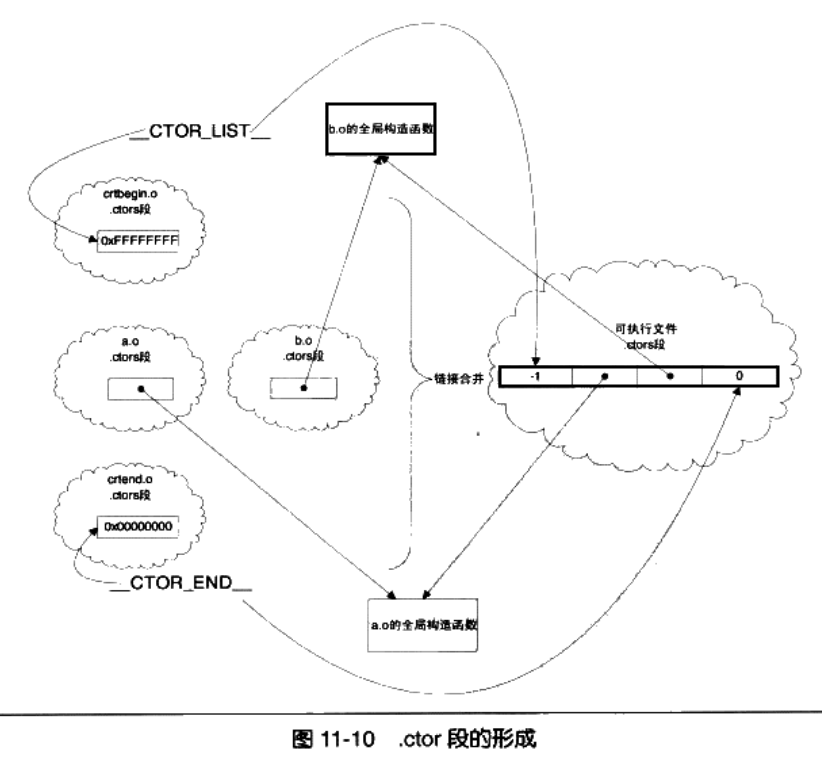 __CTOR_LIST__
b.o的全局构造函数
crtbegin.o
.ctors段
0xFFFFFFFF
a.o
.ctors段
b.o
.ctors段
链接合并
可执行文件
.ctors段
-1
0
crtend.o
.ctors段
0x00000000
__CTOR_END__
a.o的全局构造函数
图 11-10 .ctor 段的形成